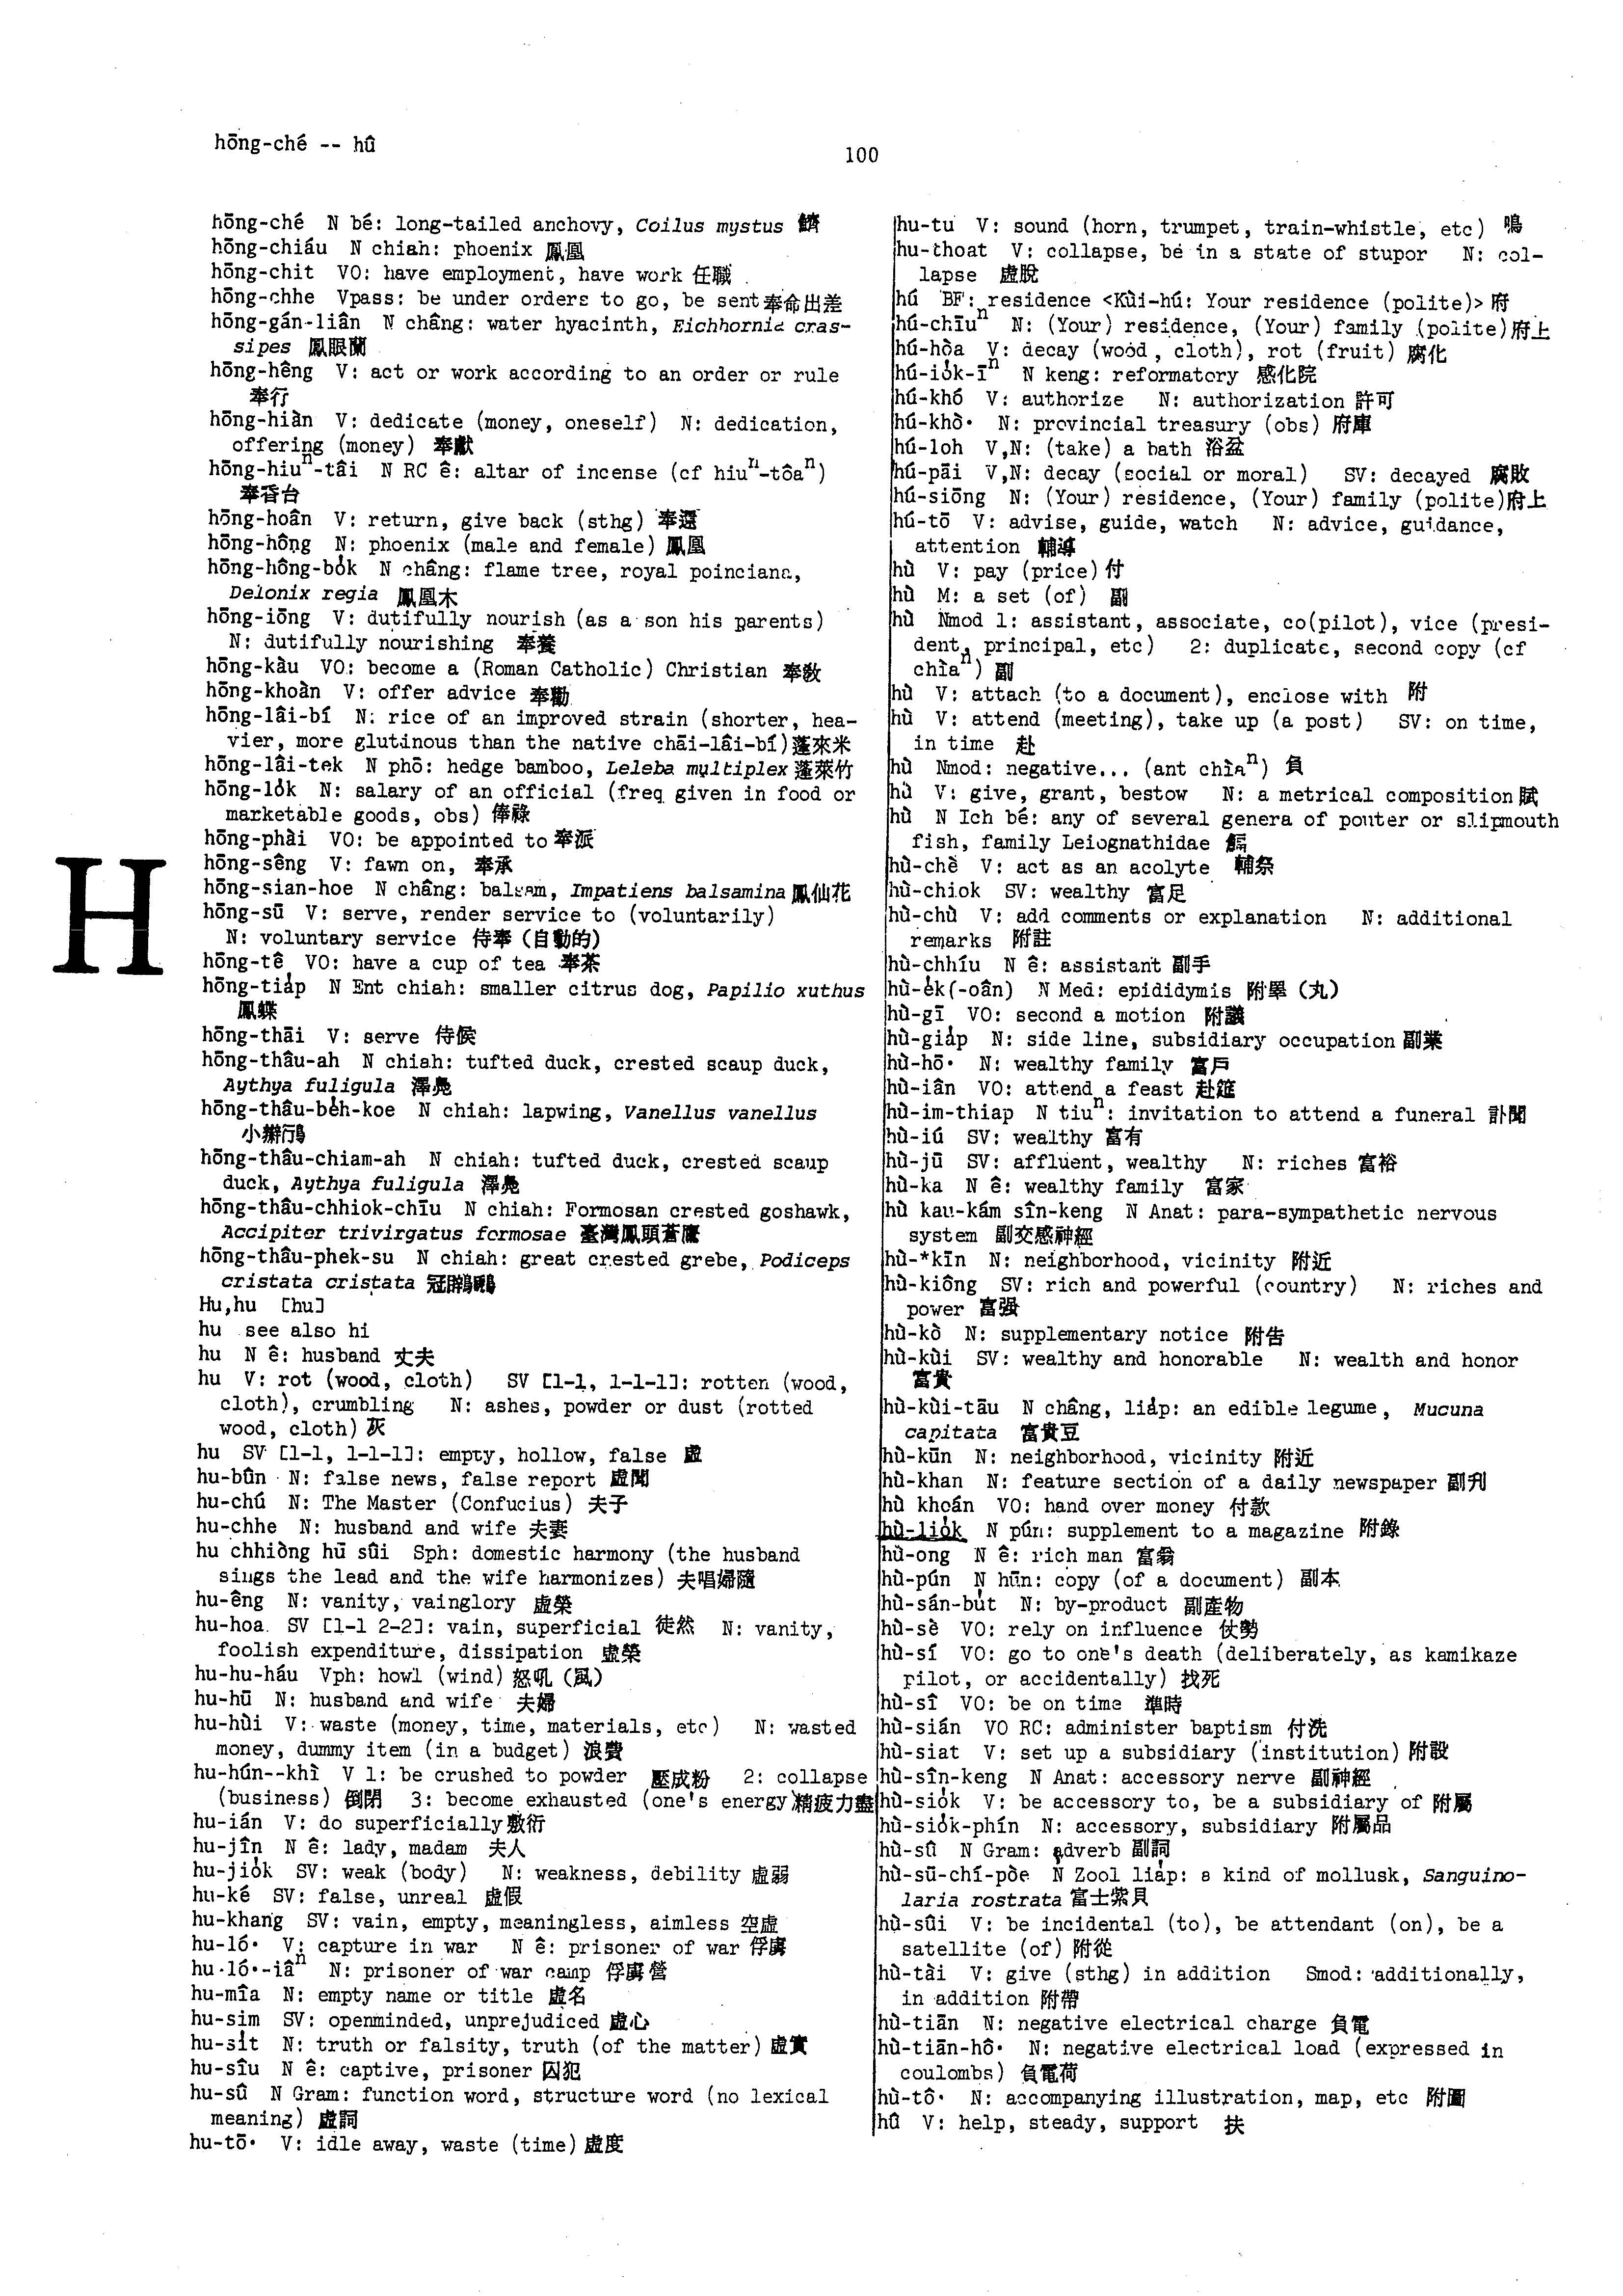 hōng-ché -- hû
100
hōng-ché N bé: long-tailed anchovy, Coilus mystus
hōng-chiáu N chiah: phoenix 鳳凰
hōng-chit VO: have employment, have work 任職
hōng-chhe Vpass: be under orders to go, be sent 奉命出差
hōng-gán-liân N châng: water hyacinth, Eichhornia cras-
sipes 鳳眼蘭
hōng-hêng V: act or work according to an order or rule
奉行
hōng-hiàn V: dedicate (money, oneself) N: dedication,
offering (money) 奉獻
hōng-hiuⁿ-tâi N RC ê: altar of incense (cf hiuⁿ-tôaⁿ)
奉香台
hōng-hoân V: return, give back (sthg) 奉還
hōng-hông N: phoenix (male and female) 鳳凰
hōng-hông-bo̍k N châng: flame tree, royal poinciana,
Delonix regia 鳳凰木
hōng-iōng V: dutifully nourish (as a son his parents)
N: dutifully nourishing 奉養
hōng-kàu VO: become a (Roman Catholic) Christian 奉敎
hōng-khoàn V: offer advice 奉勸
hōng-lâi-bí N: rice of an improved strain (shorter, hea-
vier, more glutinous than the native chāi-lâi-bí) 蓬來米
hōng-lâi-tek N phō: hedge bamboo, Leleba multiplex 蓬萊竹
hōng-lo̍k N: salary of an official (freq given in food or
marketable goods, obs) 俸祿
hōng-phài VO: be appointed to 奉派
hōng-sêng V: fawn on, 奉承
hōng-sian-hoe N châng: balsam, Impatiens balsamina 鳳仙花
hōng-sū V: serve, render service to (voluntarily)
N: voluntary service 侍奉 (自動的)
H
hōng-tê VO: have a cup of tea 奉茶
hōng-tia̍p N Ent chiah: smaller citrus dog, Papilio xuthus
鳳蝶
hōng-thāi V: serve 侍候
hōng-thâu-ah N chiah: tufted duck, crested scaup duck,
Aythya fuligula 澤鳧
hōng-thâu-be̍h-koe N chiah: lapwing, Vanellus vanellus
小辮鴴
hōng-thâu-chiam-ah N chiah: tufted duck, crested scaup
duck, Aythya fuligula 澤鳧
hōng-thâu-chhiok-chīu N chiah: Formosan crested goshawk,
Accipiter trivirgatus formosae 臺灣鳳頭蒼鷹
hōng-thâu-phek-su N chiah: great crested grebe, Podiceps
cristata cristata 冠鸊鷉
Hu,hu [hu]
hu see also hi
hu N ê: husband 丈夫
hu V: rot (wood, cloth) SV [1-1, 1-1-1]: rotten (wood,
cloth), crumbling N: ashes, powder or dust (rotted
wood, cloth) 灰
hu SV [1-1, 1-1-1]: empty, hollow, false 虛
hu-bûn N: false news, false report 虛聞
hu-chú N: The Master (Confucius) 夫子
hu-chhe N: husband and wife 夫妻
hu chhiòng hū sûi Sph: domestic harmony (the husband
sings the lead and the wife harmonizes) 夫唱婦隨
hu-êng N: vanity, vainglory 虛榮
hu-hoa SV [1-1 2-2]: vain, superficial 徒然 N: vanity,
foolish expenditure, dissipation 虛榮
hu-hu-háu Vph: howl (wind) 怒吼 (風)
hu-hū N: husband and wife 夫婦
hu-hùi V: waste (money, time, materials, etc) N: wasted
money, dummy item (in a budget) 浪費
hu-hún--khì V 1: be crushed to powder 壓成粉 2: collapse
(business) 倒閉 3: become exhausted (one's energy) 精疲力盡
hu-ián V: do superficially 敷衍
hu-jîn N ê: lady, madam 夫人
hu-jio̍k SV: weak (body) N: weakness, debility 虛弱
hu-ké SV: false, unreal 虛假
hu-khang SV: vain, empty, meaningless, aimless 空虛
hu-ló· V: capture in war N ê: prisoner of war 俘虜
hu-ló·-iâⁿ N: prisoner of war camp 俘虜營
hu-mîa N: empty name or title 虛名
hu-sim SV: openminded, unprejudiced 虛心
hu-si̍t N: truth or falsity, truth (of the matter) 虛實
hu-sîu N ê: captive, prisoner 囚犯
hu-sû N Gram: function word, structure word (no lexical
meaning) 虛詞
hu-tō· V: idle away, waste (time) 虛度
hu-tu V: sound (horn, trumpet, train-whistle, etc) 鳴
hu-thoat V: collapse, be in a state of stupor N: col-
lapse 虛脫
hú BF: residence <Kùi-hú: Your residence (polite)> 府
hú-chīuⁿ N: (Your) residence, (Your) family (polite) 府上
hú-hòa V: decay (wood, cloth), rot (fruit) 腐化
hú-io̍k-īⁿ N keng: reformatory 感化院
hú-khó V: authorize N: authorization 許可
hú-khò· N: provincial treasury (obs) 府庫
hú-loh V,N: (take) a bath 浴盆
hú-pāi V,N: decay (social or moral) SV: decayed 腐敗
hú-siōng N: (Your) residence, (Your) family (polite) 府上
hú-tō V: advise, guide, watch N: advice, guidance,
attention 輔導
hù V: pay (price) 付
hù M: a set (of) 副
hù Nmod 1: assistant, associate, co(pilot), vice (presi-
dent, principal, etc) 2: duplicate, second copy (cf
chìaⁿ) 副
hù V: attach (to a document), enclose with 附
hù V: attend (meeting), take up (a post) SV: on time,
in time 赴
hù Nmod: negative... (ant chìaⁿ) 負
hù V: give, grant, bestow N: a metrical composition 賦
hù N Ich bé: any of several genera of pouter or slipmouth
fish, family Leiognathidae
hù-chè V: act as an acolyte 輔祭
hù-chiok SV: wealthy 富足
hù-chù V: add comments or explanation N: additional
remarks 附註
hù-chhíu N ê: assistant 副手
hù-e̍k(-oân) N Med: epididymis 附睪 (丸)
hù-gī VO: second a motion 附議
hù-gia̍p N: side line, subsidiary occupation 副業
hù-hō· N: wealthy family 富戶
hù-iân VO: attend a feast 赴筵
hù-im-thiap N tiuⁿ: invitation to attend a funeral 訃聞
hù-iú SV: wealthy 富有
hù-jū SV: affluent, wealthy N: riches 富裕
hù-ka N ê: wealthy family 富家
hù kau-kám sîn-keng N Anat: para-sympathetic nervous
system 副交感神經
hù-*kīn N: neighborhood, vicinity 附近
hù-kiông SV: rich and powerful (country) N: riches and
power 富强
hù-kò N: supplementary notice 附告
hù-kùi SV: wealthy and honorable N: wealth and honor
富貴
hù-kùi-tāu N châng, lia̍p: an edible legume, Mucuna
capitata 富貴豆
hù-kūn N: neighborhood, vicinity 附近
hù-khan N: feature section of a daily newspaper 副刋
hù khoán VO: hand over money 付款
hù-lio̍k N pún: supplement to a magazine 附錄
hù-ong N ê: rich man 富翁
hù-pún N hūn: copy (of a document) 副本
hù-sán-bu̍t N: by-product 副產物
hù-sè VO: rely on influence 仗勢
hù-sí VO: go to one's death (deliberately, as kamikaze
pilot, or accidentally) 找死
hù-sî VO: be on time 準時
hù-sián VO RC: administer baptism 付洗
hù-siat V: set up a subsidiary (institution) 附設
hù-sîn-keng N Anat: accessory nerve 副神經
hù-sio̍k V: be accessory to, be a subsidiary of 附屬
hù-sio̍k-phín N: accessory, subsidiary 附屬品
hù-sû N Gram: adverb 副詞
hù-sū-chí-pòe N Zool lia̍p: a kind of mollusk, Sanguino-
laria rostrata 富士紫貝
hù-sûi V: be incidental (to), be attendant (on), be a
satellite (of) 附從
hù-tài V: give (sthg) in addition Smod: additionally,
in addition 附帶
hù-tiān N: negative electrical charge 負電
hù-tiān-hô· N: negative electrical load (expressed in
coulombs) 負電荷
hù-tô· N: accompanying illustration, map, etc 附圖
hû V: help, steady, support 扶